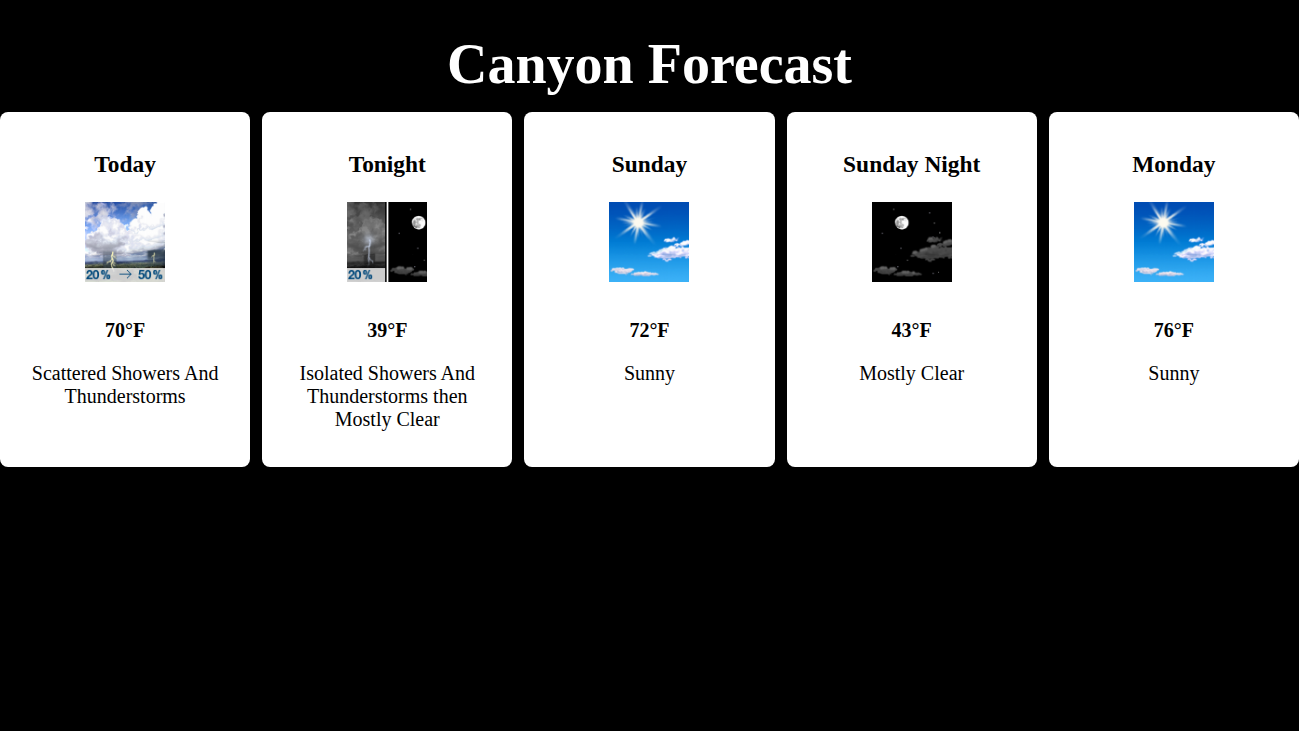 Canyon Forecast
Today
20% → 50%
70°F
Scattered Showers And
Thunderstorms
Tonight
20%
39°F
Isolated Showers And
Thunderstorms then
Mostly Clear
Sunday
72°F
Sunny
Sunday Night
43°F
Mostly Clear
Monday
76°F
Sunny